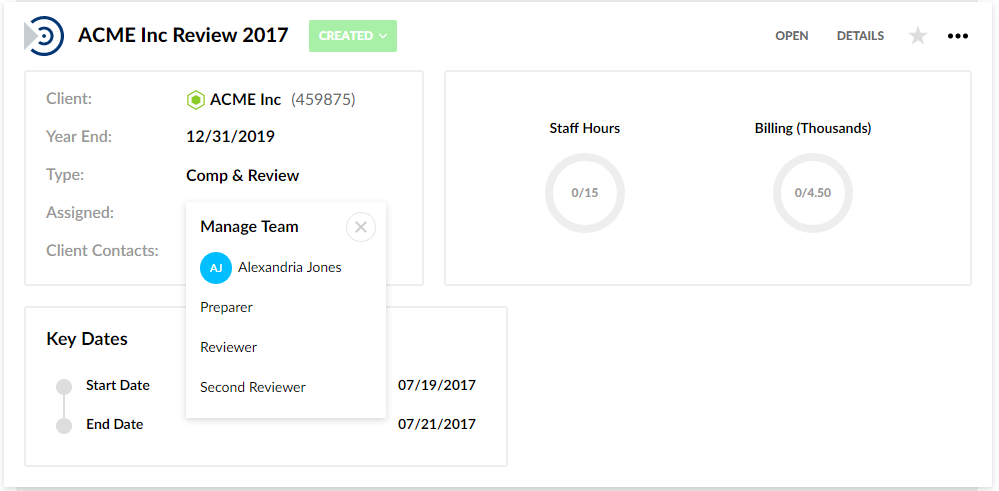 ACME Inc Review 2017 CREATED OPEN DETAILS
Client: ACME Inc (459875)
Year End: 12/31/2019
Type: Comp & Review
Assigned:
Client Contacts:
Manage Team
AJ Alexandria Jones
Preparer
Reviewer
Second Reviewer
Staff Hours Billing (Thousands)
0/15 0/4.50
Key Dates
Start Date 07/19/2017
End Date 07/21/2017